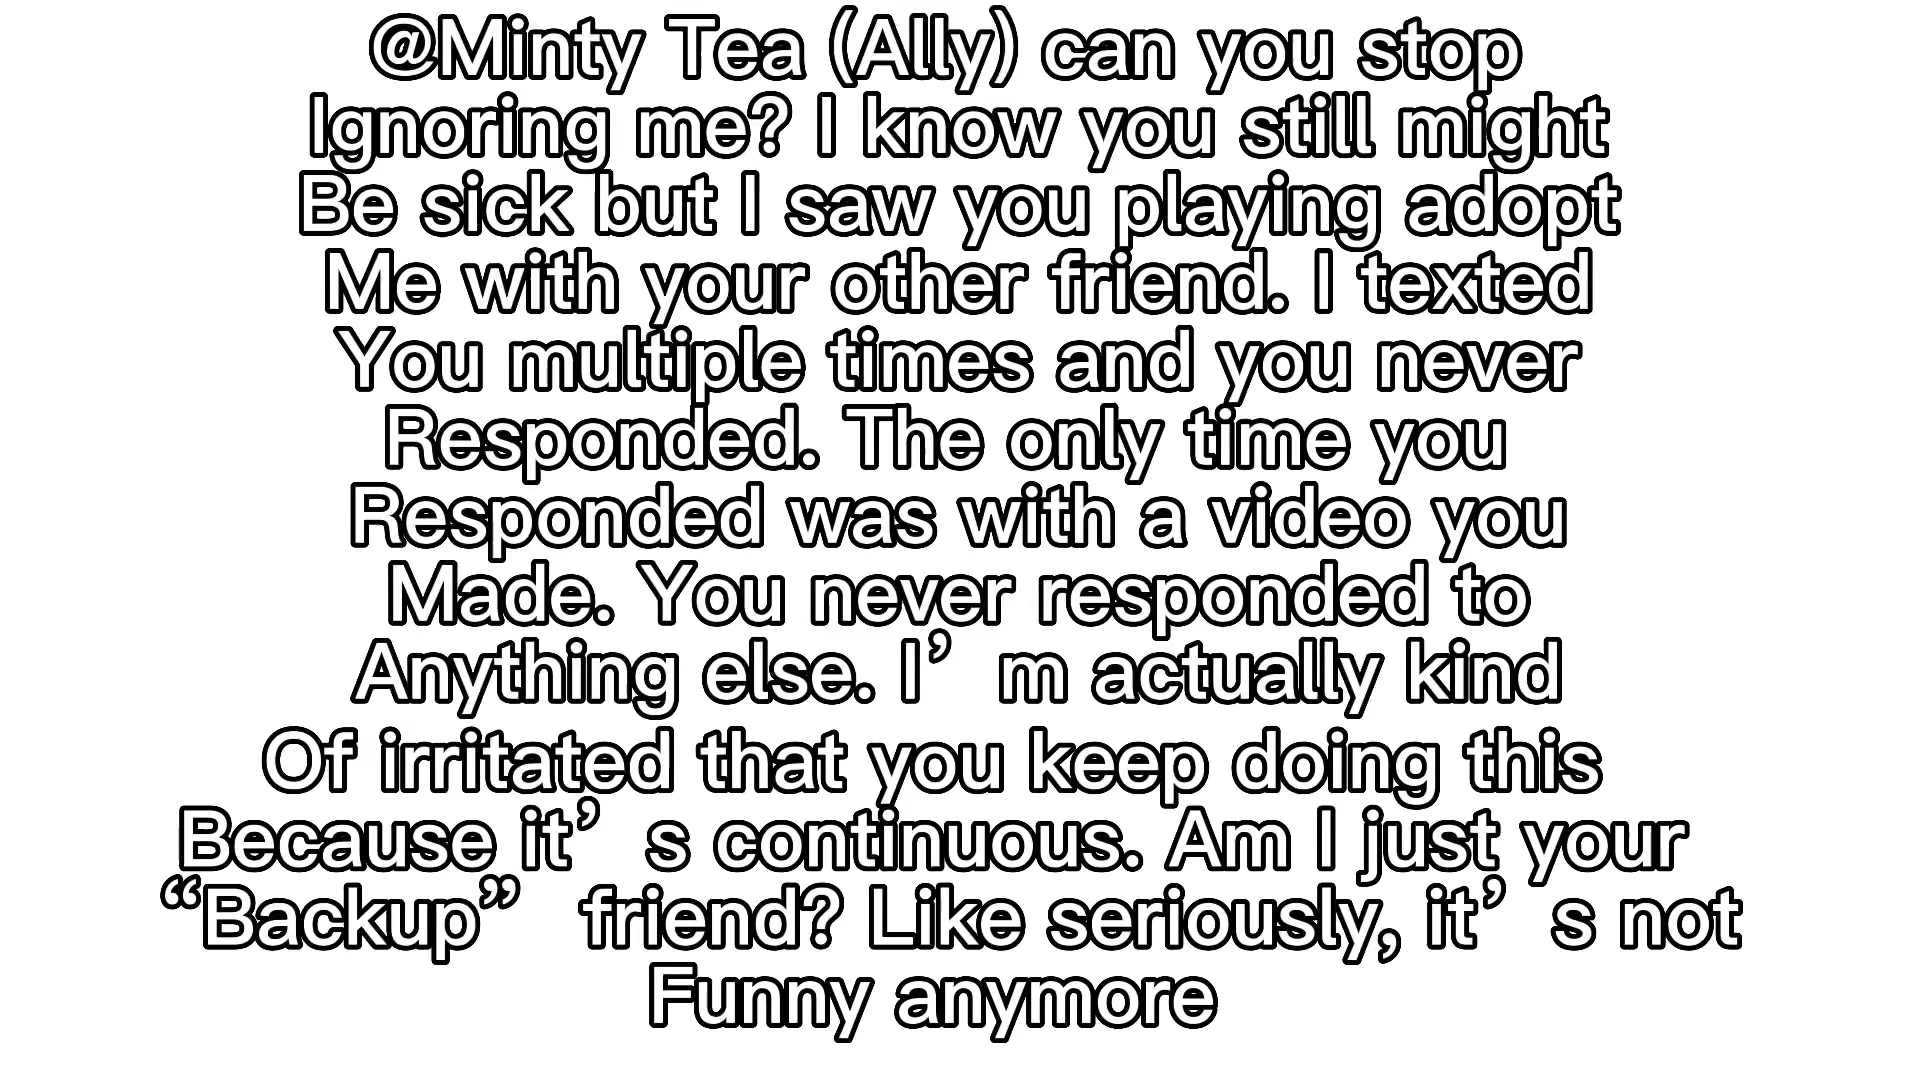 @Minty Tea (Ally) can you stop
Ignoring me? I know you still might
Be sick but I saw you playing adopt
Me with your other friend. I texted
You multiple times and you never
Responded. The only time you
Responded was with a video you
Made. You never responded to
Anything else. I’m actually kind
Of irritated that you keep doing this
Because it’s continuous. Am I just your
“Backup” friend? Like seriously, it’s not
Funny anymore